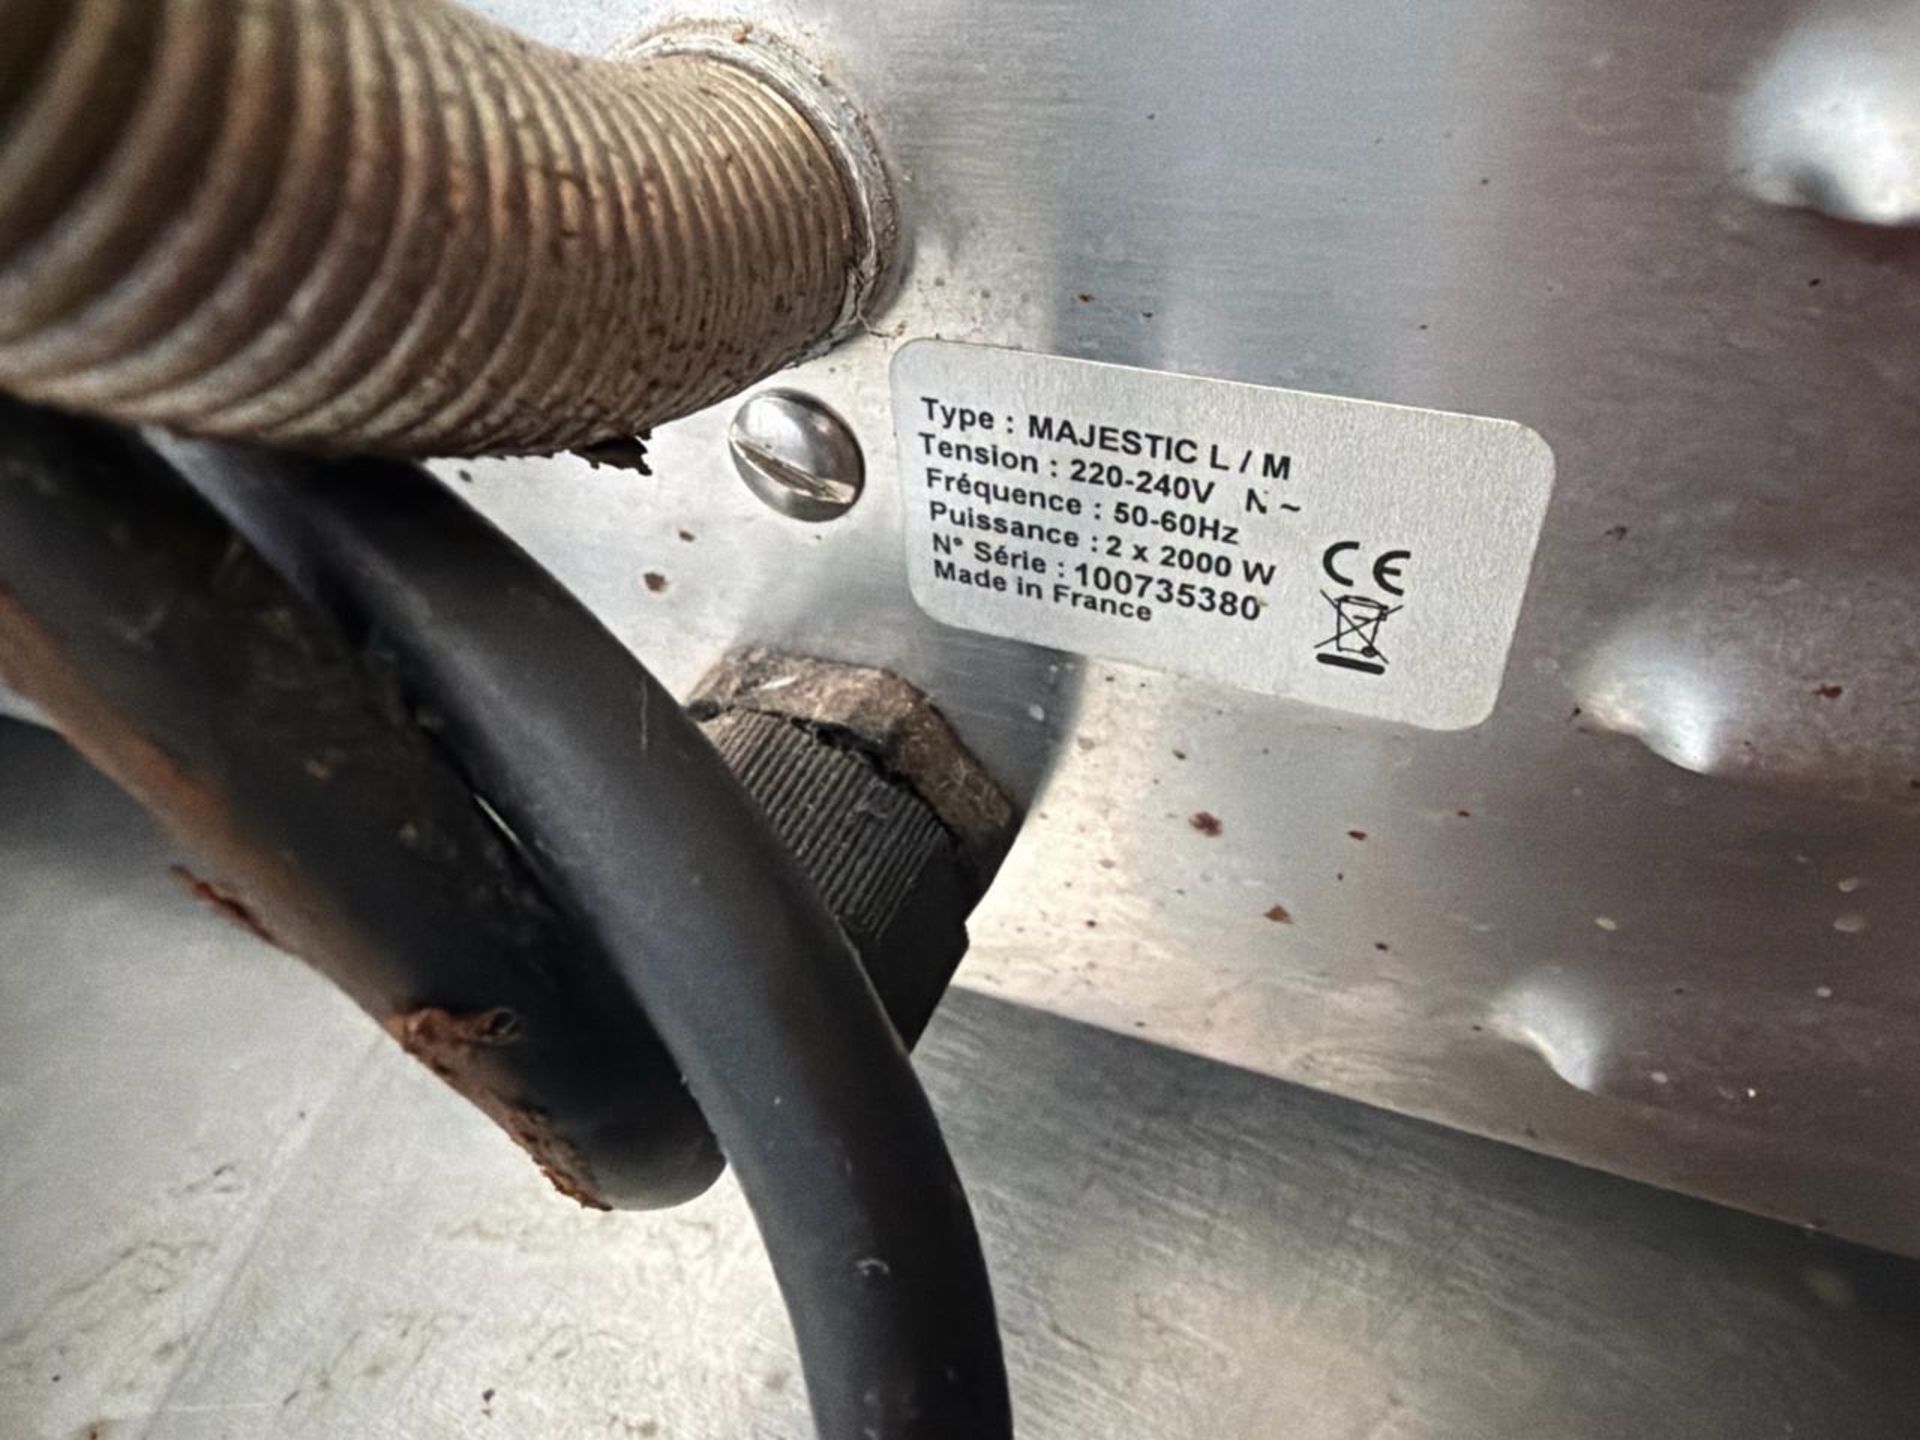 Type : MAJESTIC L / M
Tension : 220-240V N ~
Fréquence : 50-60Hz
Puissance : 2 x 2000 W
N° Série : 100735380
Made in France
CE